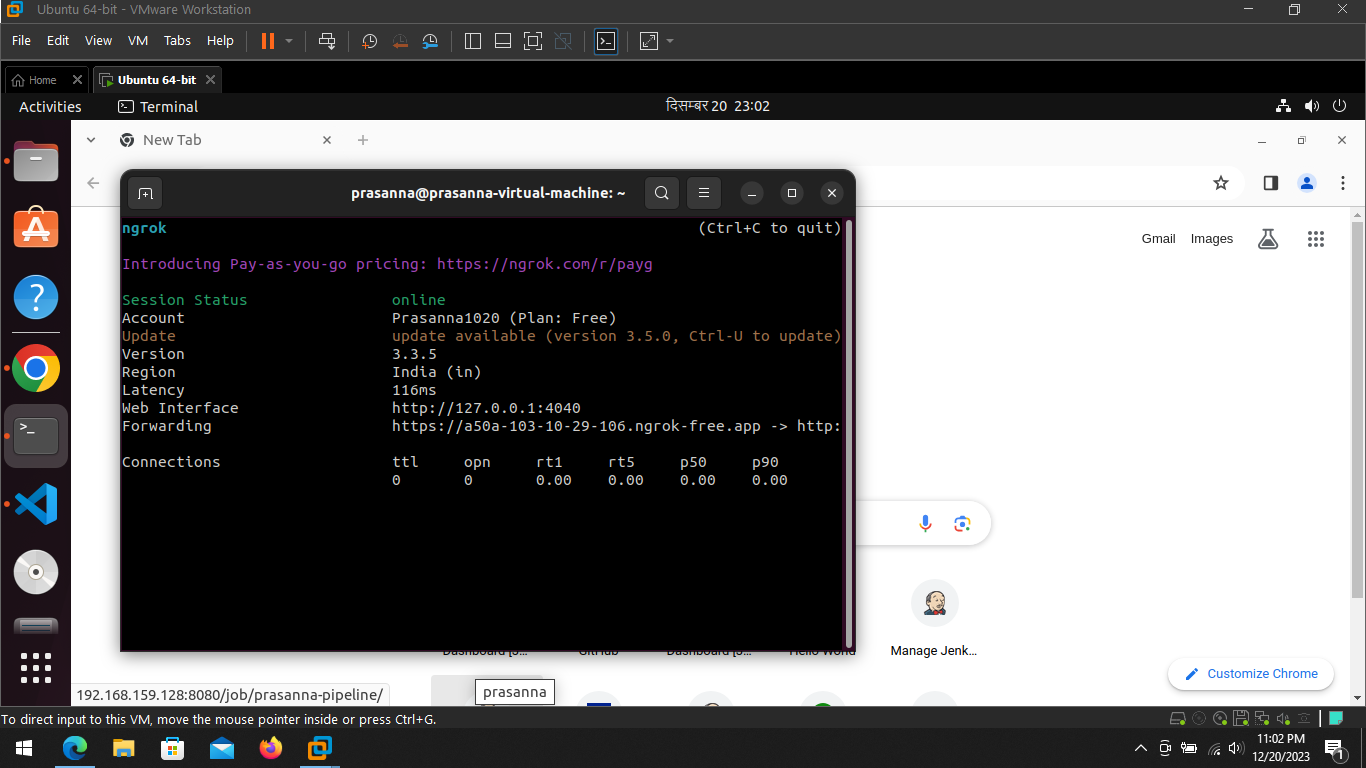 Ubuntu 64-bit - VMware Workstation
File Edit View VM Tabs Help
Home Ubuntu 64-bit
Activities Terminal दिसम्बर 20 23:02
New Tab
prasanna@prasanna-virtual-machine: ~
ngrok (Ctrl+C to quit)
Introducing Pay-as-you-go pricing: https://ngrok.com/r/payg
Session Status online
Account Prasanna1020 (Plan: Free)
Update update available (version 3.5.0, Ctrl-U to update)
Version 3.3.5
Region India (in)
Latency 116ms
Web Interface http://127.0.0.1:4040
Forwarding https://a50a-103-10-29-106.ngrok-free.app -> http:
Connections ttl opn rt1 rt5 p50 p90
0 0 0.00 0.00 0.00 0.00
Gmail Images
Dashboard [J... GitHub Dashboard [J... Hello World Manage Jenk...
Customize Chrome
192.168.159.128:8080/job/prasanna-pipeline/
prasanna
To direct input to this VM, move the mouse pointer inside or press Ctrl+G.
11:02 PM
12/20/2023
1